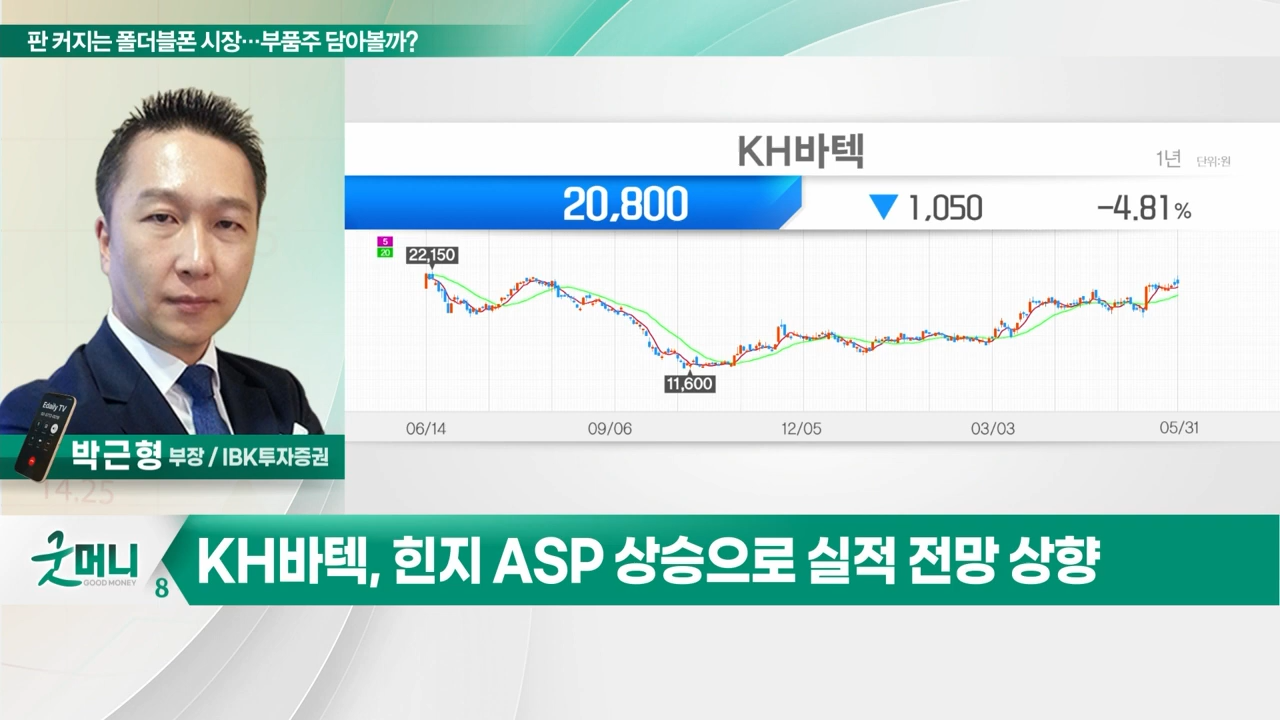 판 커지는 폴더블폰 시장…부품주 담아볼까?
KH바텍
1년 단위:원
20,800 ▼ 1,050 -4.81%
5
20
22,150
11,600
06/14 09/06 12/05 03/03 05/31
Edaily TV
박근형 부장 / IBK투자증권
14.25
굿머니
GOOD MONEY
8
KH바텍, 힌지 ASP 상승으로 실적 전망 상향